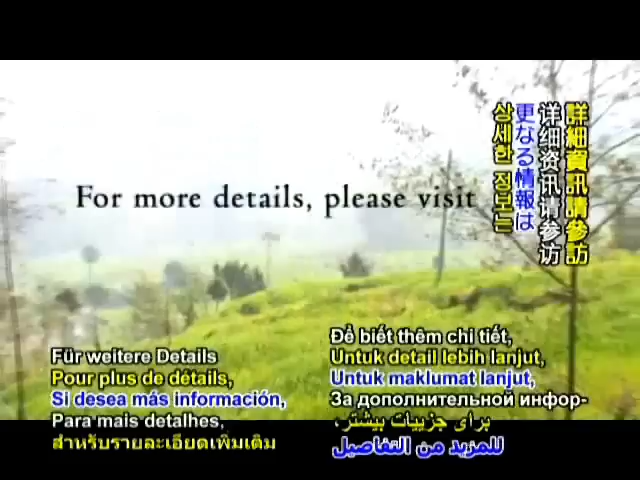 For more details, please visit
詳細資訊請參訪
详细资讯请参访
更なる情報は
상세한 정보는
Für weitere Details
Pour plus de détails,
Si desea más información,
Para mais detalhes,
สำหรับรายละเอียดเพิ่มเติม
Để biết thêm chi tiết,
Untuk detail lebih lanjut,
Untuk maklumat lanjut,
За дополнительной инфор-
برای جزییات بیشتر،
للمزيد من التفاصيل